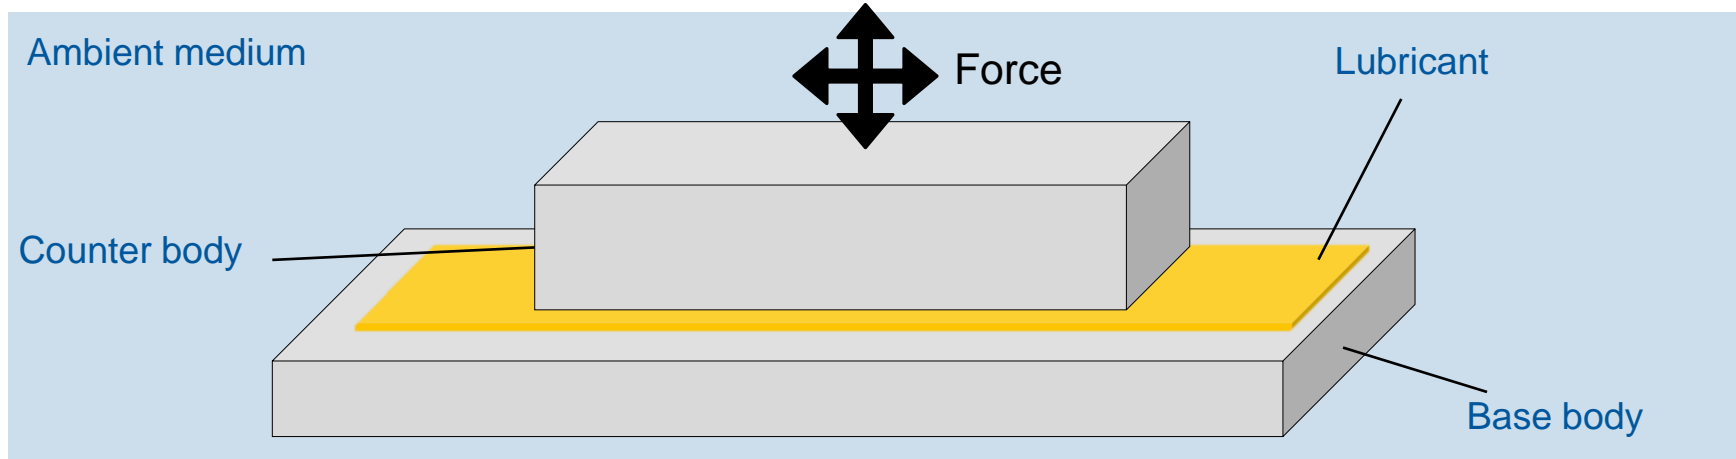 Ambient medium
Force
Lubricant
Counter body
Base body